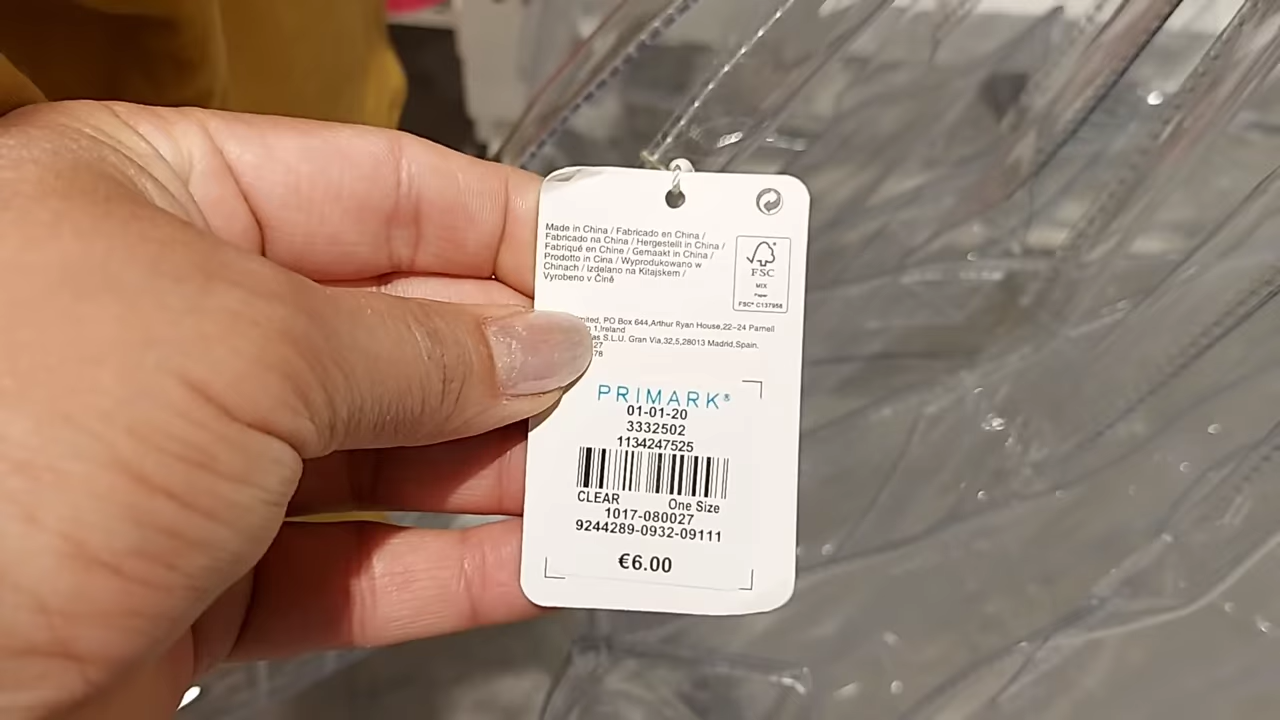 Made in China / Fabricado en China /
Fabricado na China / Hergestellt in China /
Fabriqué en Chine / Gemaakt in China /
Prodotto in Cina / Wyprodukowano w
Chinach / Izdelano na Kitajskem /
Vyrobeno v Číně
FSC
MIX
Paper
FSC® C137958
PO Box 644,Arthur Ryan House,22-24 Parnell
1,Ireland
S.L.U. Gran Via,32,5,28013 Madrid,Spain.
27
78
PRIMARK®
01-01-20
3332502
1134247525
CLEAR One Size
1017-080027
9244289-0932-09111
€6.00